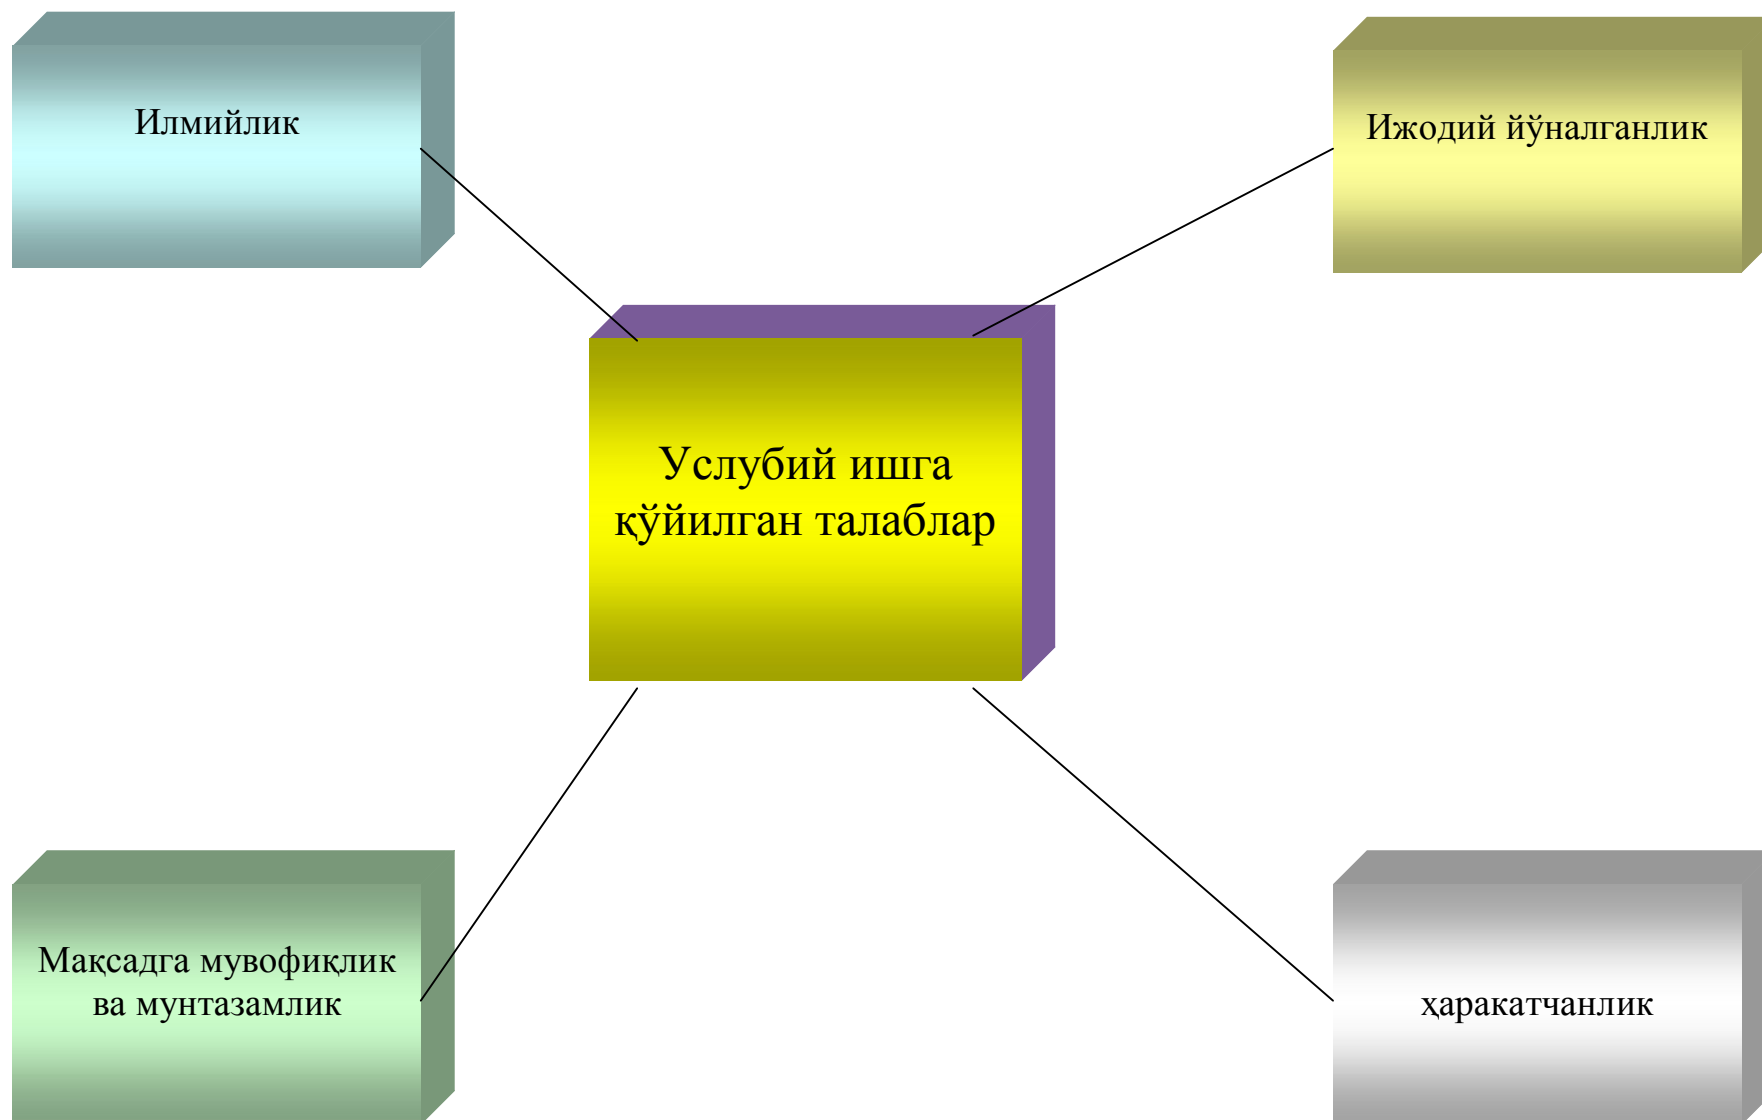 Илмийлик
Ижодий йўналганлик
Услубий ишга
қўйилган талаблар
Мақсадга мувофиқлик
ва мунтазамлик
ҳаракатчанлик